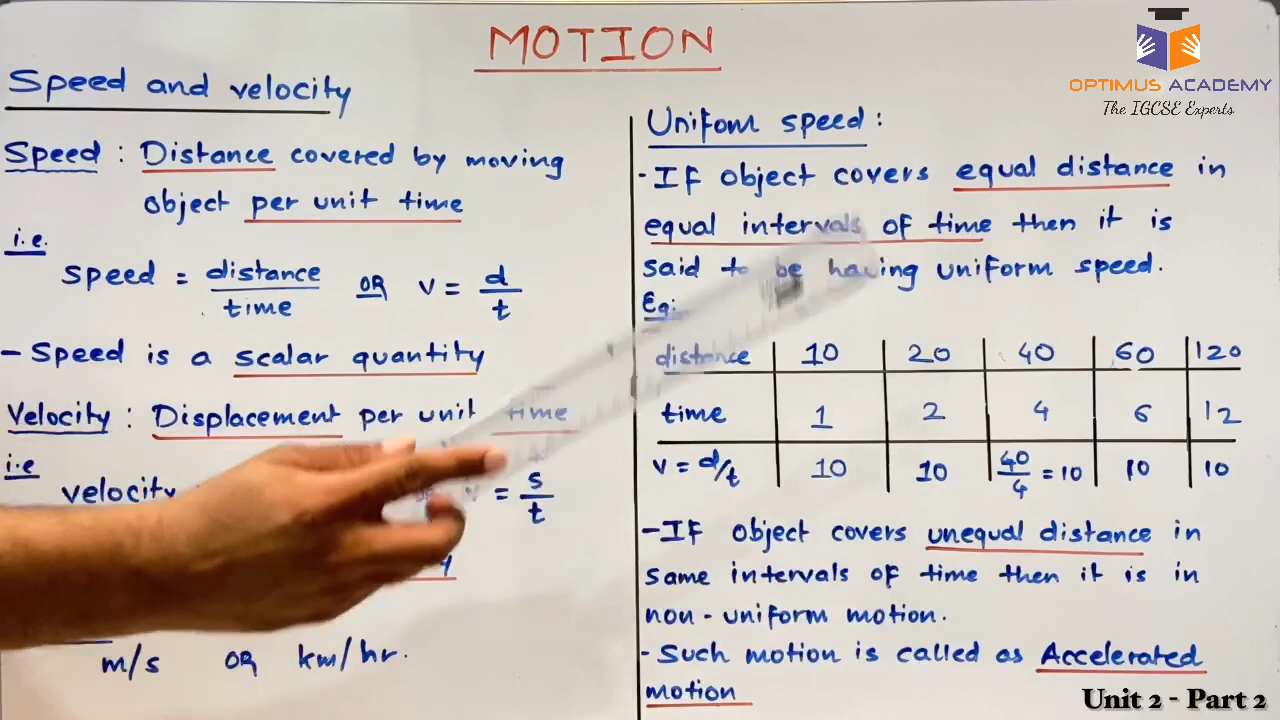 MOTION
OPTIMUS ACADEMY
The IGCSE Experts
Speed and velocity
Speed : Distance covered by moving
object per unit time
i.e.
Speed = distance/time OR v = d/t
- Speed is a scalar quantity
Velocity : Displacement per unit time
i.e
velocity v = s/t
m/s OR km/hr.
Uniform speed :
- If object covers equal distance in
equal intervals of time then it is
said to be having uniform speed.
Eg:
distance 10 20 40 60 120
time 1 2 4 6 12
v = d/t 10 10 40/4 = 10 10 10
- If object covers unequal distance in
same intervals of time then it is in
non-uniform motion.
- Such motion is called as Accelerated
motion
Unit 2 - Part 2